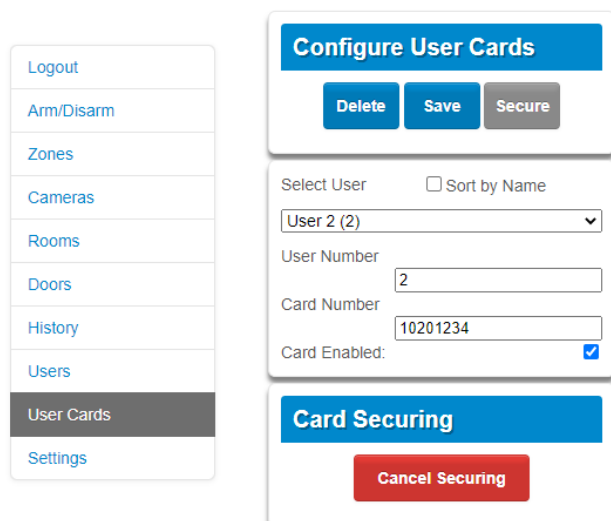 Logout
Arm/Disarm
Zones
Cameras
Rooms
Doors
History
Users
User Cards
Settings
Configure User Cards
Delete Save Secure
Select User Sort by Name
User 2 (2)
User Number
2
Card Number
10201234
Card Enabled:
Card Securing
Cancel Securing